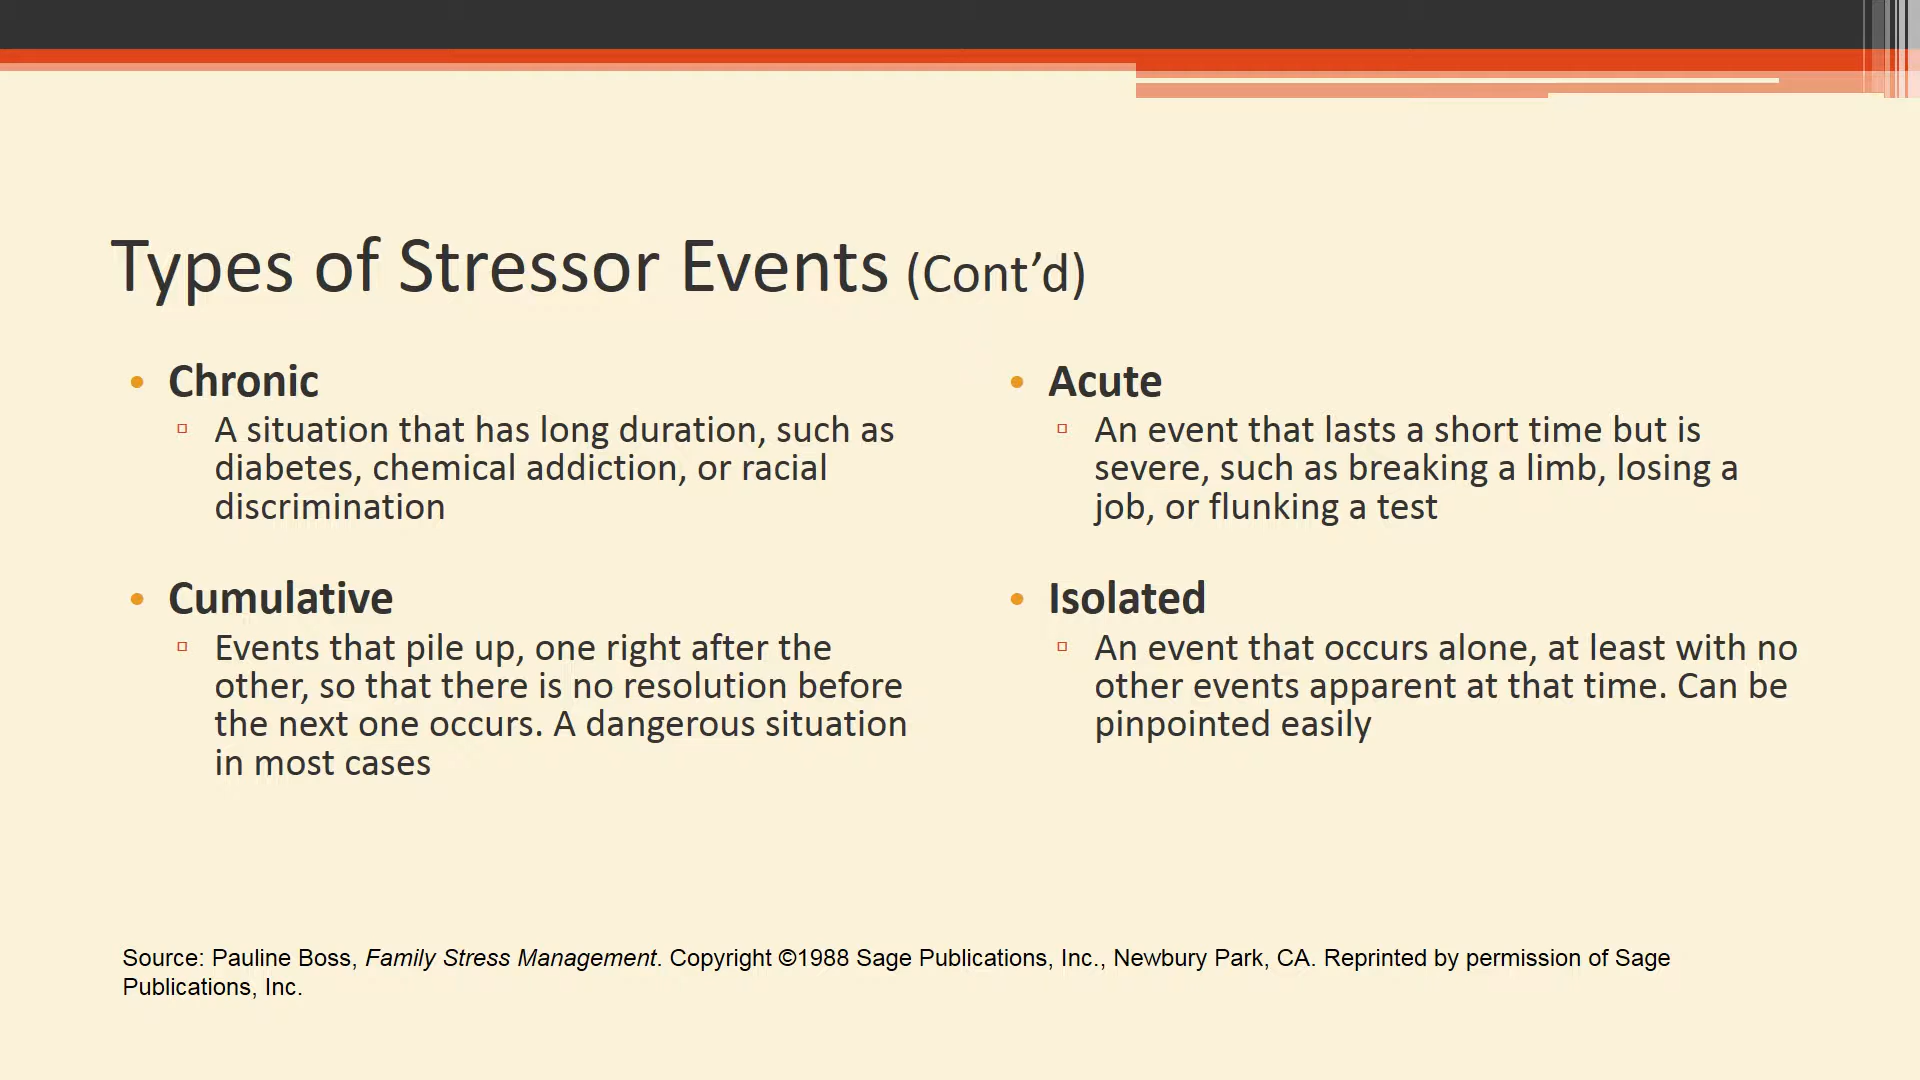 Types of Stressor Events (Cont’d)
• Chronic
▫ A situation that has long duration, such as
diabetes, chemical addiction, or racial
discrimination
• Cumulative
▫ Events that pile up, one right after the
other, so that there is no resolution before
the next one occurs. A dangerous situation
in most cases
• Acute
▫ An event that lasts a short time but is
severe, such as breaking a limb, losing a
job, or flunking a test
• Isolated
▫ An event that occurs alone, at least with no
other events apparent at that time. Can be
pinpointed easily
Source: Pauline Boss, Family Stress Management. Copyright ©1988 Sage Publications, Inc., Newbury Park, CA. Reprinted by permission of Sage
Publications, Inc.